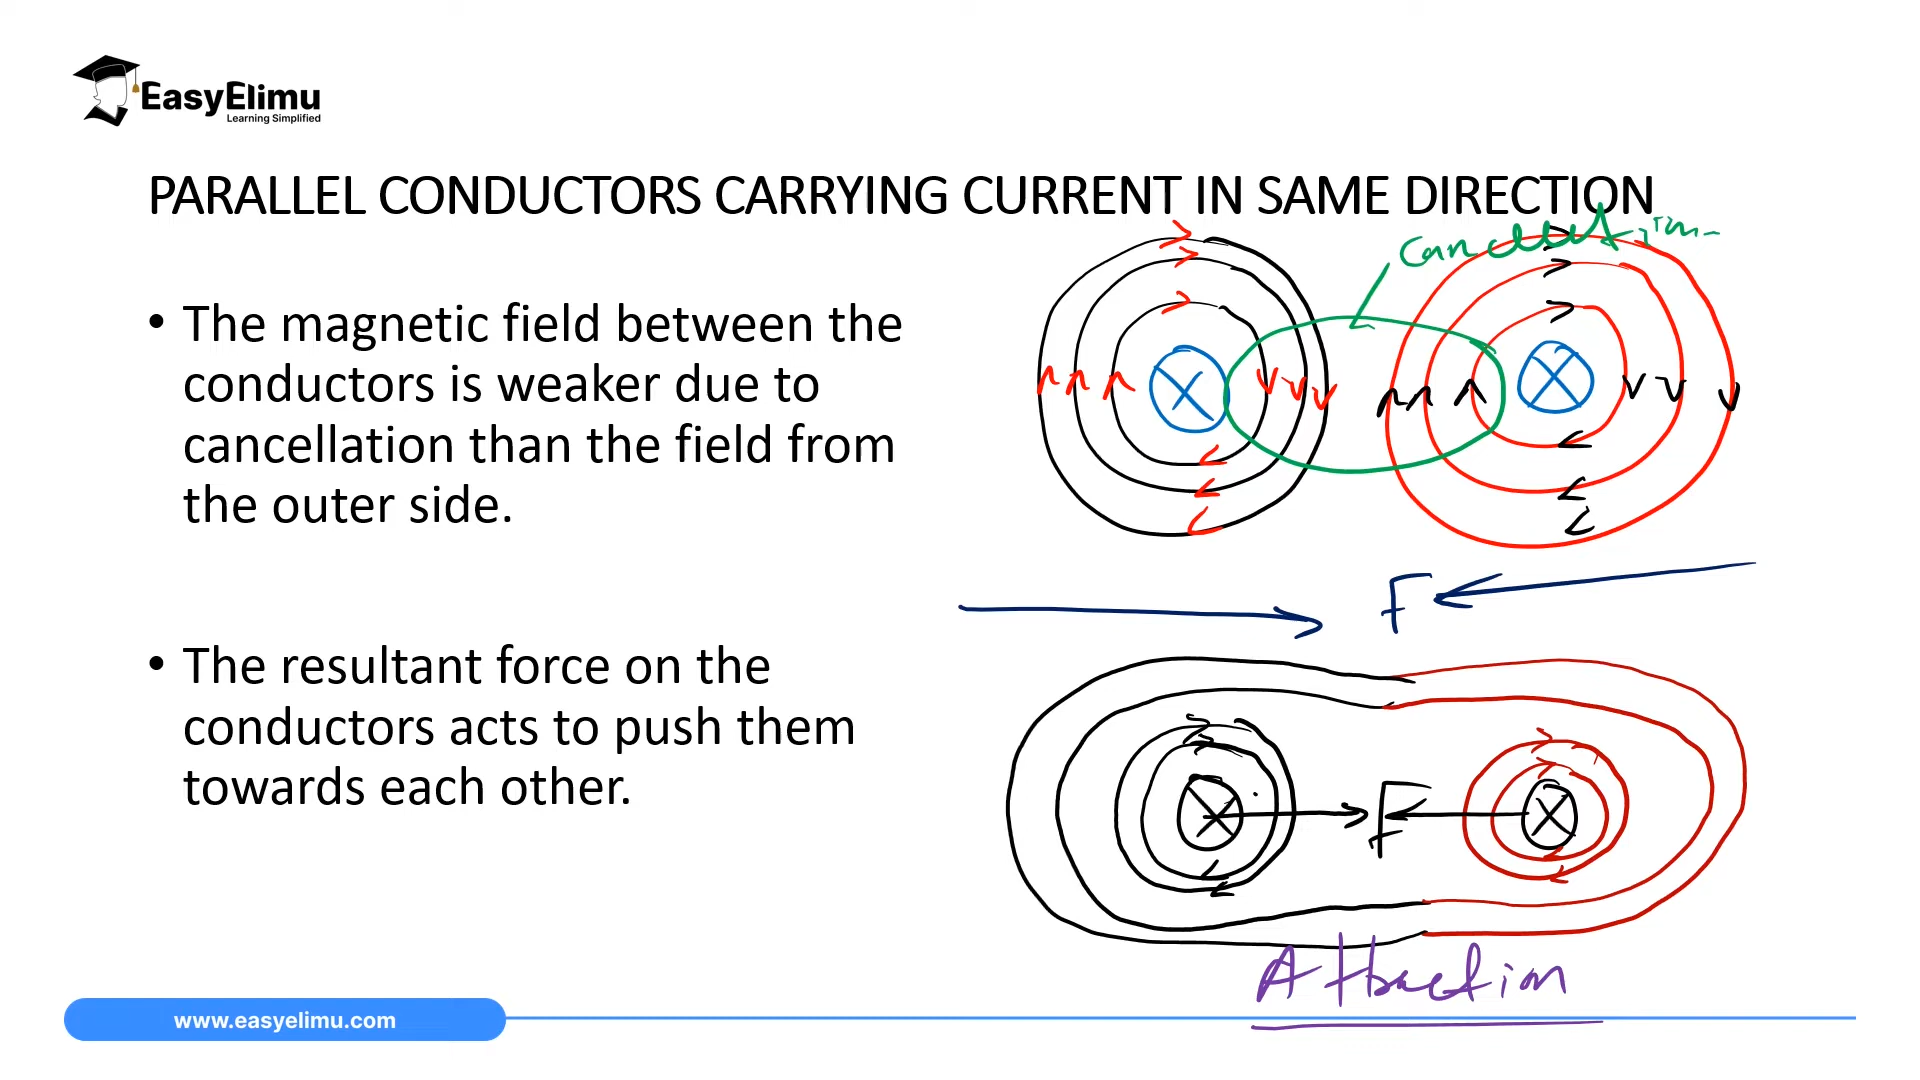 EasyElimu
Learning Simplified
PARALLEL CONDUCTORS CARRYING CURRENT IN SAME DIRECTION
cancellation
• The magnetic field between the
conductors is weaker due to
cancellation than the field from
the outer side.
F
• The resultant force on the
conductors acts to push them
towards each other.
F
Attraction
www.easyelimu.com